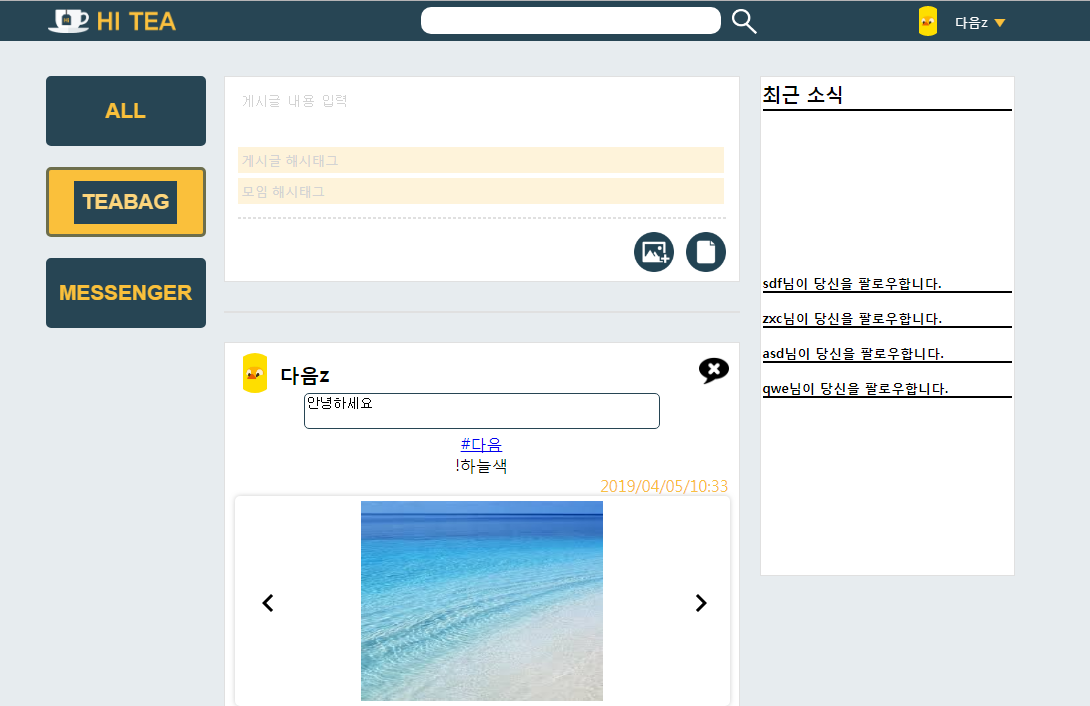 HI TEA
다음z
ALL
TEABAG
MESSENGER
게시글 내용 입력
게시글 해시태그
모임 해시태그
다음z
안녕하세요
#다음
!하늘색
2019/04/05/10:33
최근 소식
sdf님이 당신을 팔로우합니다.
zxc님이 당신을 팔로우합니다.
asd님이 당신을 팔로우합니다.
qwe님이 당신을 팔로우합니다.